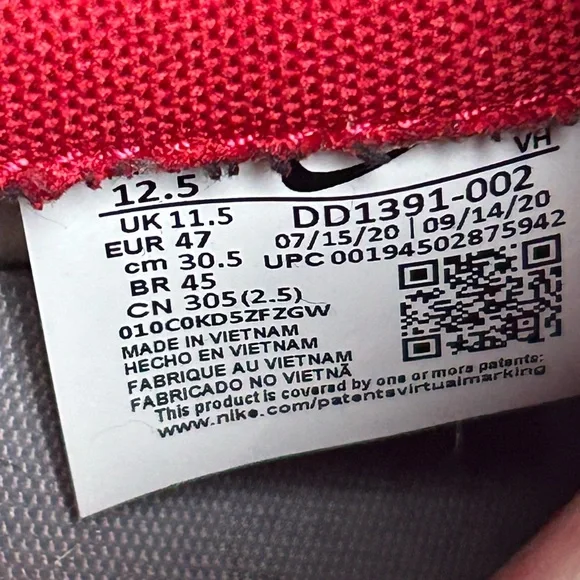 VH
12.5
UK 11.5
EUR 47
cm 30.5
BR 45
CN 305(2.5)
DD1391-002
07/15/20 | 09/14/20
UPC 00194502875942
010C0KD5ZFZGW
MADE IN VIETNAM
HECHO EN VIETNAM
FABRIQUE AU VIETNAM
FABRICADO NO VIETNÃ
This product is covered by one or more patents:
www.nike.com/patentsvirtualmarking